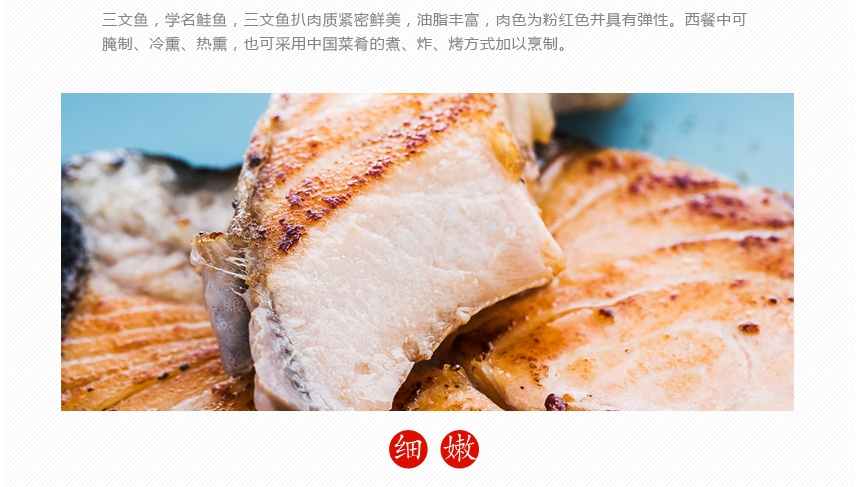 三文鱼，学名鲑鱼，三文鱼扒肉质紧密鲜美，油脂丰富，肉色为粉红色并具有弹性。西餐中可
腌制、冷熏、热熏，也可采用中国菜肴的煮、炸、烤方式加以烹制。
细嫩